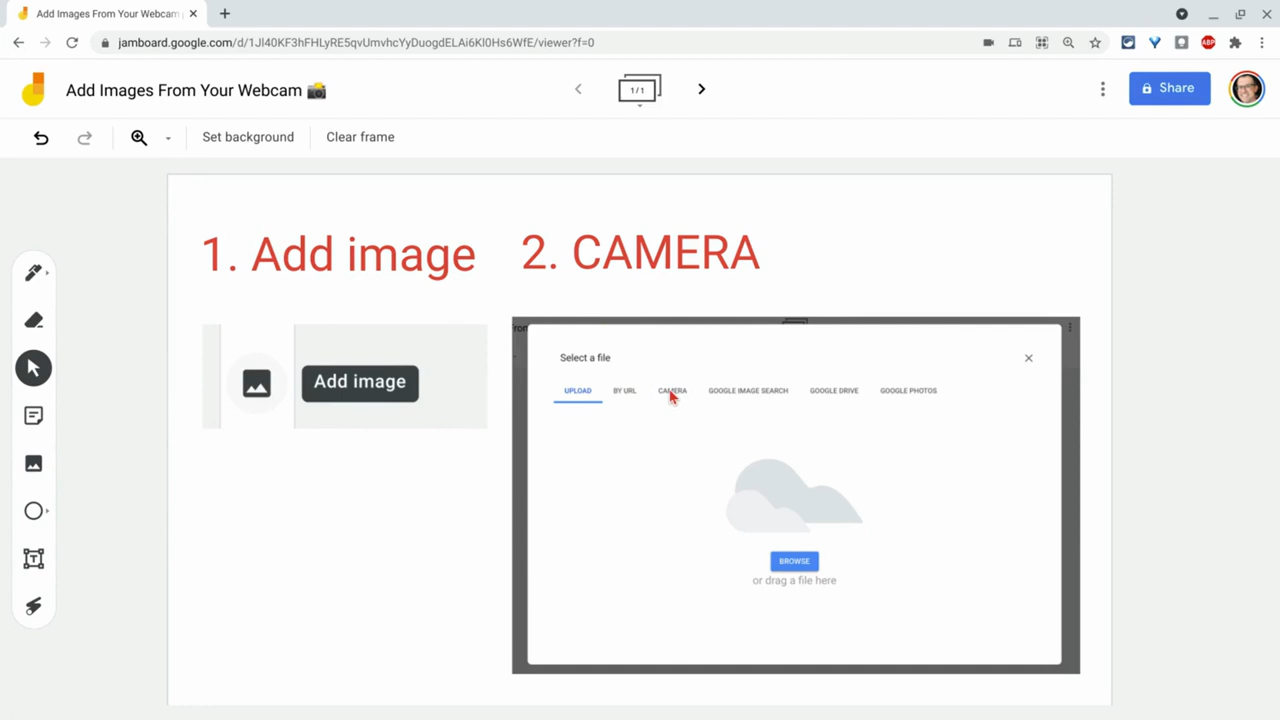 Add Images From Your Webcam
jamboard.google.com/d/1Jl40KF3hFHLyRE5qvUmvhcYyDuogdELAi6Kl0Hs6WfE/viewer?f=0
ABP
Add Images From Your Webcam 📸
1/1
Share
Set background
Clear frame
1. Add image
2. CAMERA
Add image
Select a file
UPLOAD
BY URL
CAMERA
GOOGLE IMAGE SEARCH
GOOGLE DRIVE
GOOGLE PHOTOS
BROWSE
or drag a file here